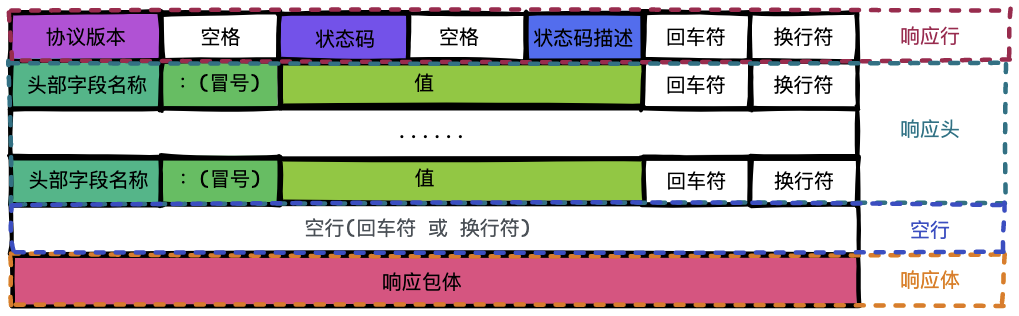 协议版本 空格 状态码 空格 状态码描述 回车符 换行符 响应行
头部字段名称 :(冒号) 值 回车符 换行符
...... 响应头
头部字段名称 :(冒号) 值 回车符 换行符
空行(回车符 或 换行符) 空行
响应包体 响应体